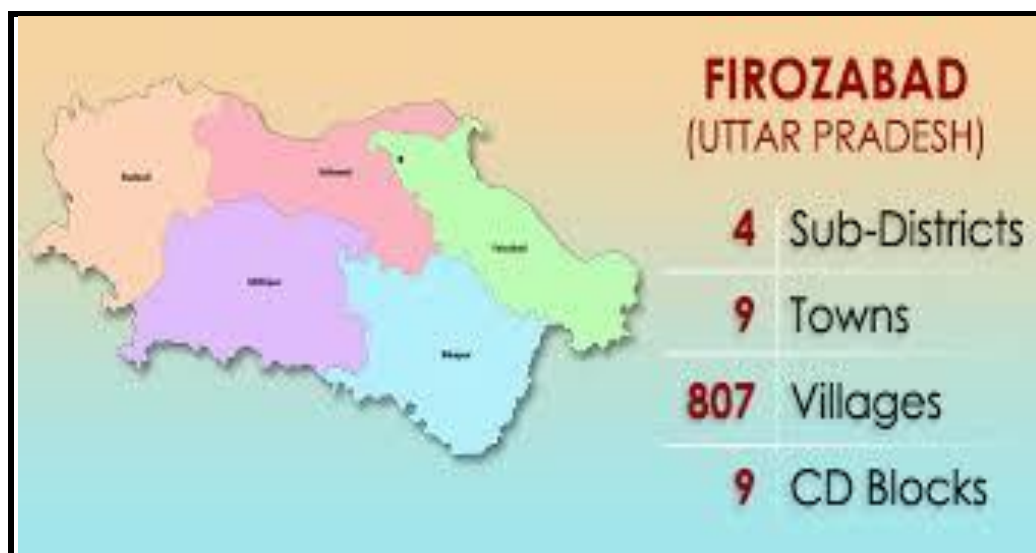 FIROZABAD
(UTTAR PRADESH)
4 Sub-Districts
9 Towns
807 Villages
9 CD Blocks